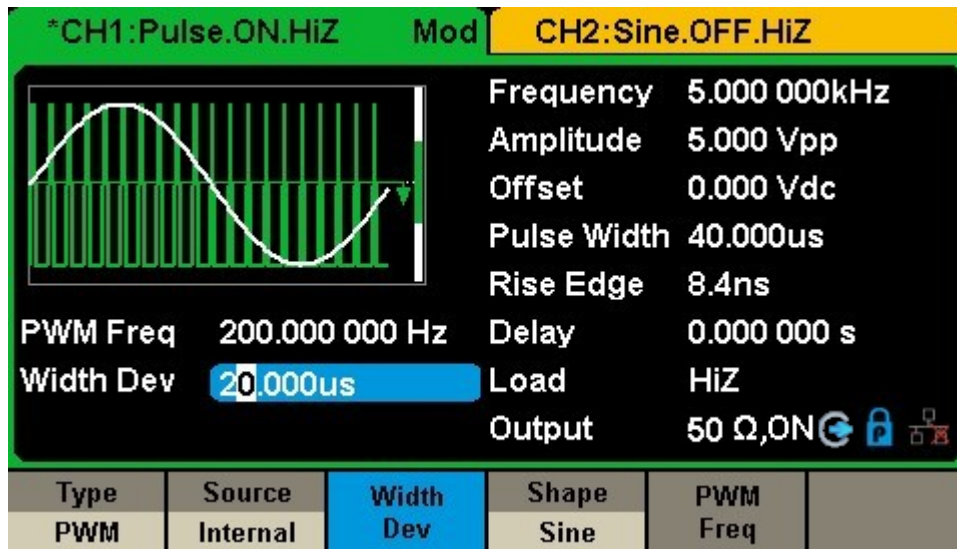 *CH1:Pulse.ON.HiZ Mod CH2:Sine.OFF.HiZ
Frequency 5.000 000kHz
Amplitude 5.000 Vpp
Offset 0.000 Vdc
Pulse Width 40.000us
Rise Edge 8.4ns
PWM Freq 200.000 000 Hz Delay 0.000 000 s
Width Dev 20.000us Load HiZ
Output 50 Ω,ON P
Type Source Width Dev Shape PWM Freq
PWM Internal Sine